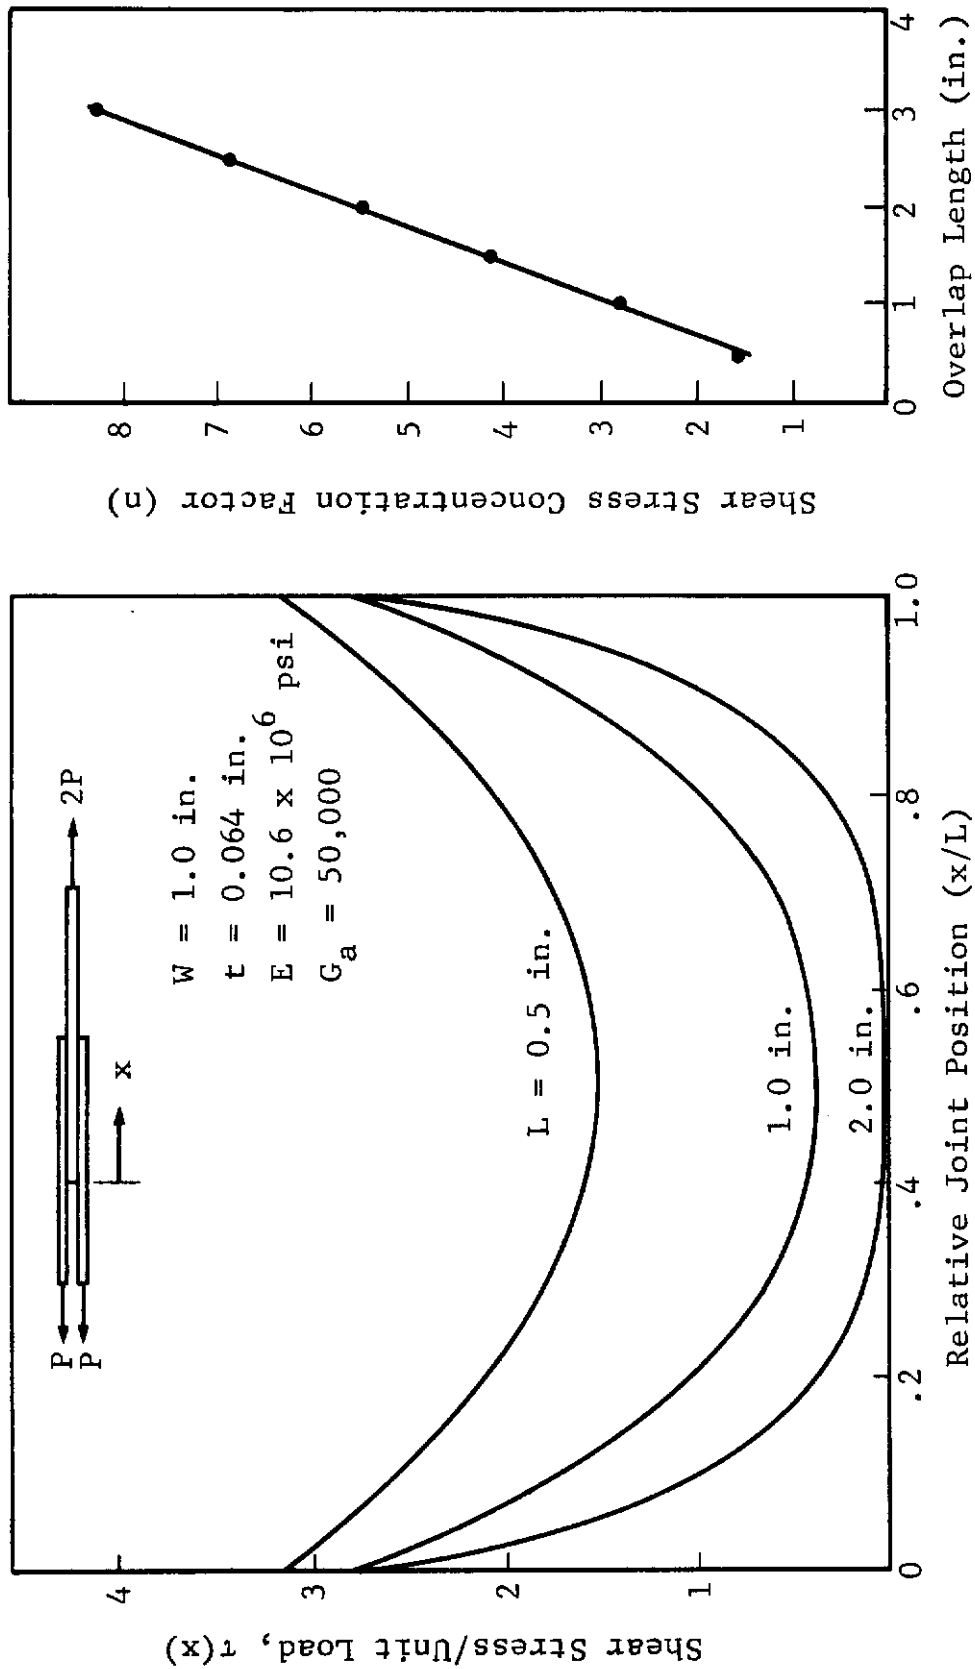 Shear Stress/Unit Load, τ(x)
4
3
2
1
0
.2
.4
.6
.8
1.0
Relative Joint Position (x/L)
P
P
2P
x
W = 1.0 in.
t = 0.064 in.
E = 10.6 x 10⁶ psi
Gₐ = 50,000
L = 0.5 in.
1.0 in.
2.0 in.
Shear Stress Concentration Factor (n)
8
7
6
5
4
3
2
1
0
1
2
3
4
Overlap Length (in.)